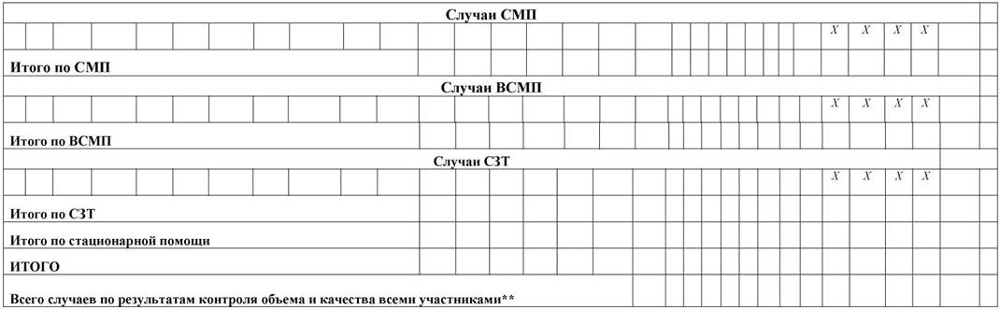 Случаи СМП
X X X X
Итого по СМП
Случаи ВСМП
X X X X
Итого по ВСМП
Случаи СЗТ
X X X X
Итого по СЗТ
Итого по стационарной помощи
ИТОГО
Всего случаев по результатам контроля объема и качества всеми участниками**